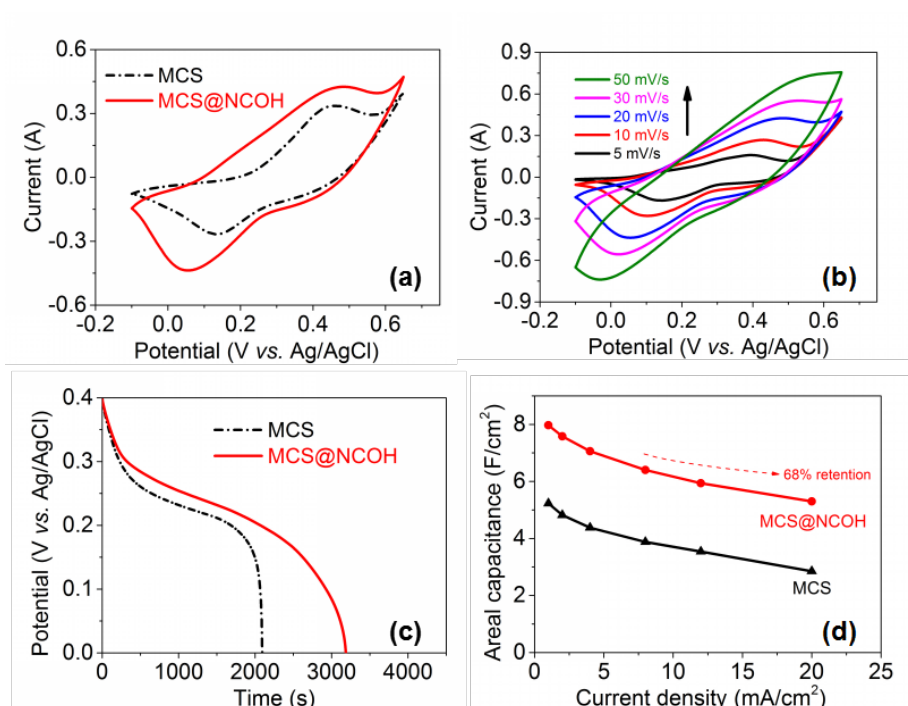 0.6
0.3
0.0
-0.3
-0.6
Current (A)
MCS
MCS@NCOH
(a)
-0.2 0.0 0.2 0.4 0.6
Potential (V vs. Ag/AgCl)
0.9
0.6
0.3
0.0
-0.3
-0.6
-0.9
Current (A)
50 mV/s
30 mV/s
20 mV/s
10 mV/s
5 mV/s
(b)
-0.2 0.0 0.2 0.4 0.6
Potential (V vs. Ag/AgCl)
0.4
0.3
0.2
0.1
0.0
Potential (V vs. Ag/AgCl)
MCS
MCS@NCOH
(c)
0 1000 2000 3000 4000
Time (s)
8
6
4
2
0
Areal capacitance (F/cm²)
68% retention
MCS@NCOH
MCS
(d)
0 5 10 15 20 25
Current density (mA/cm²)